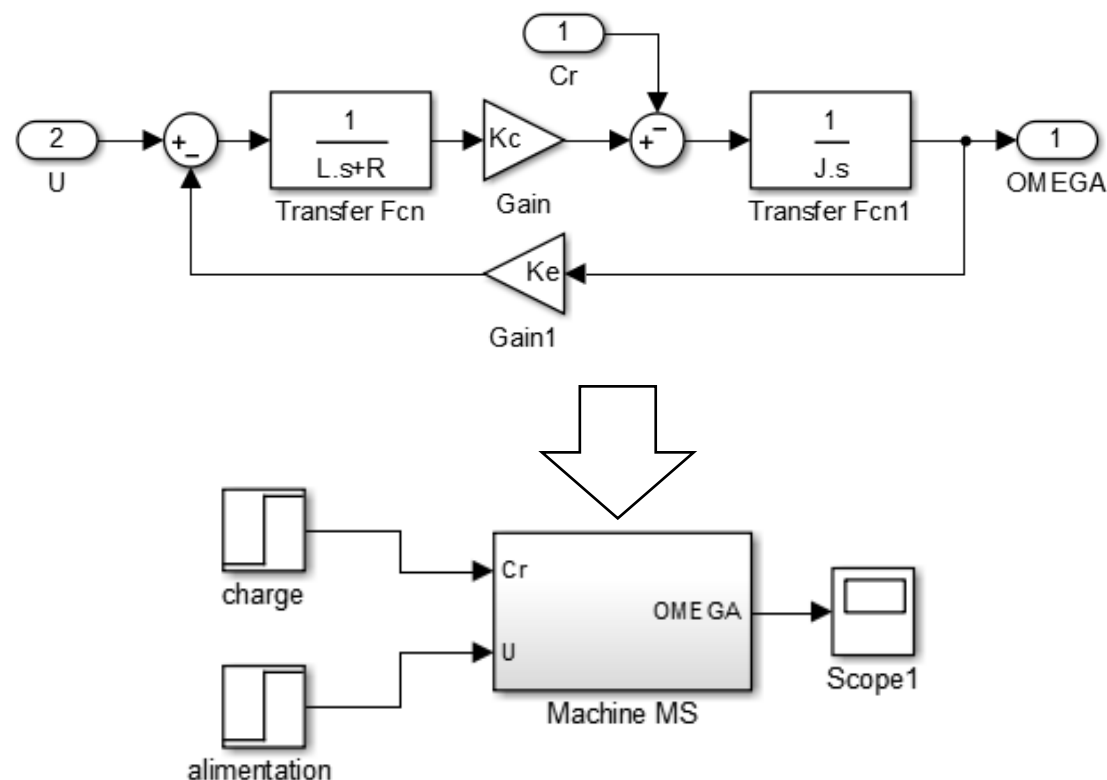 1
Cr
2
U
+
-
1
L.s+R
Transfer Fcn
Kc
Gain
-
+
1
J.s
Transfer Fcn1
1
OMEGA
Ke
Gain1
charge
alimentation
Cr
U
OMEGA
Machine MS
Scope1